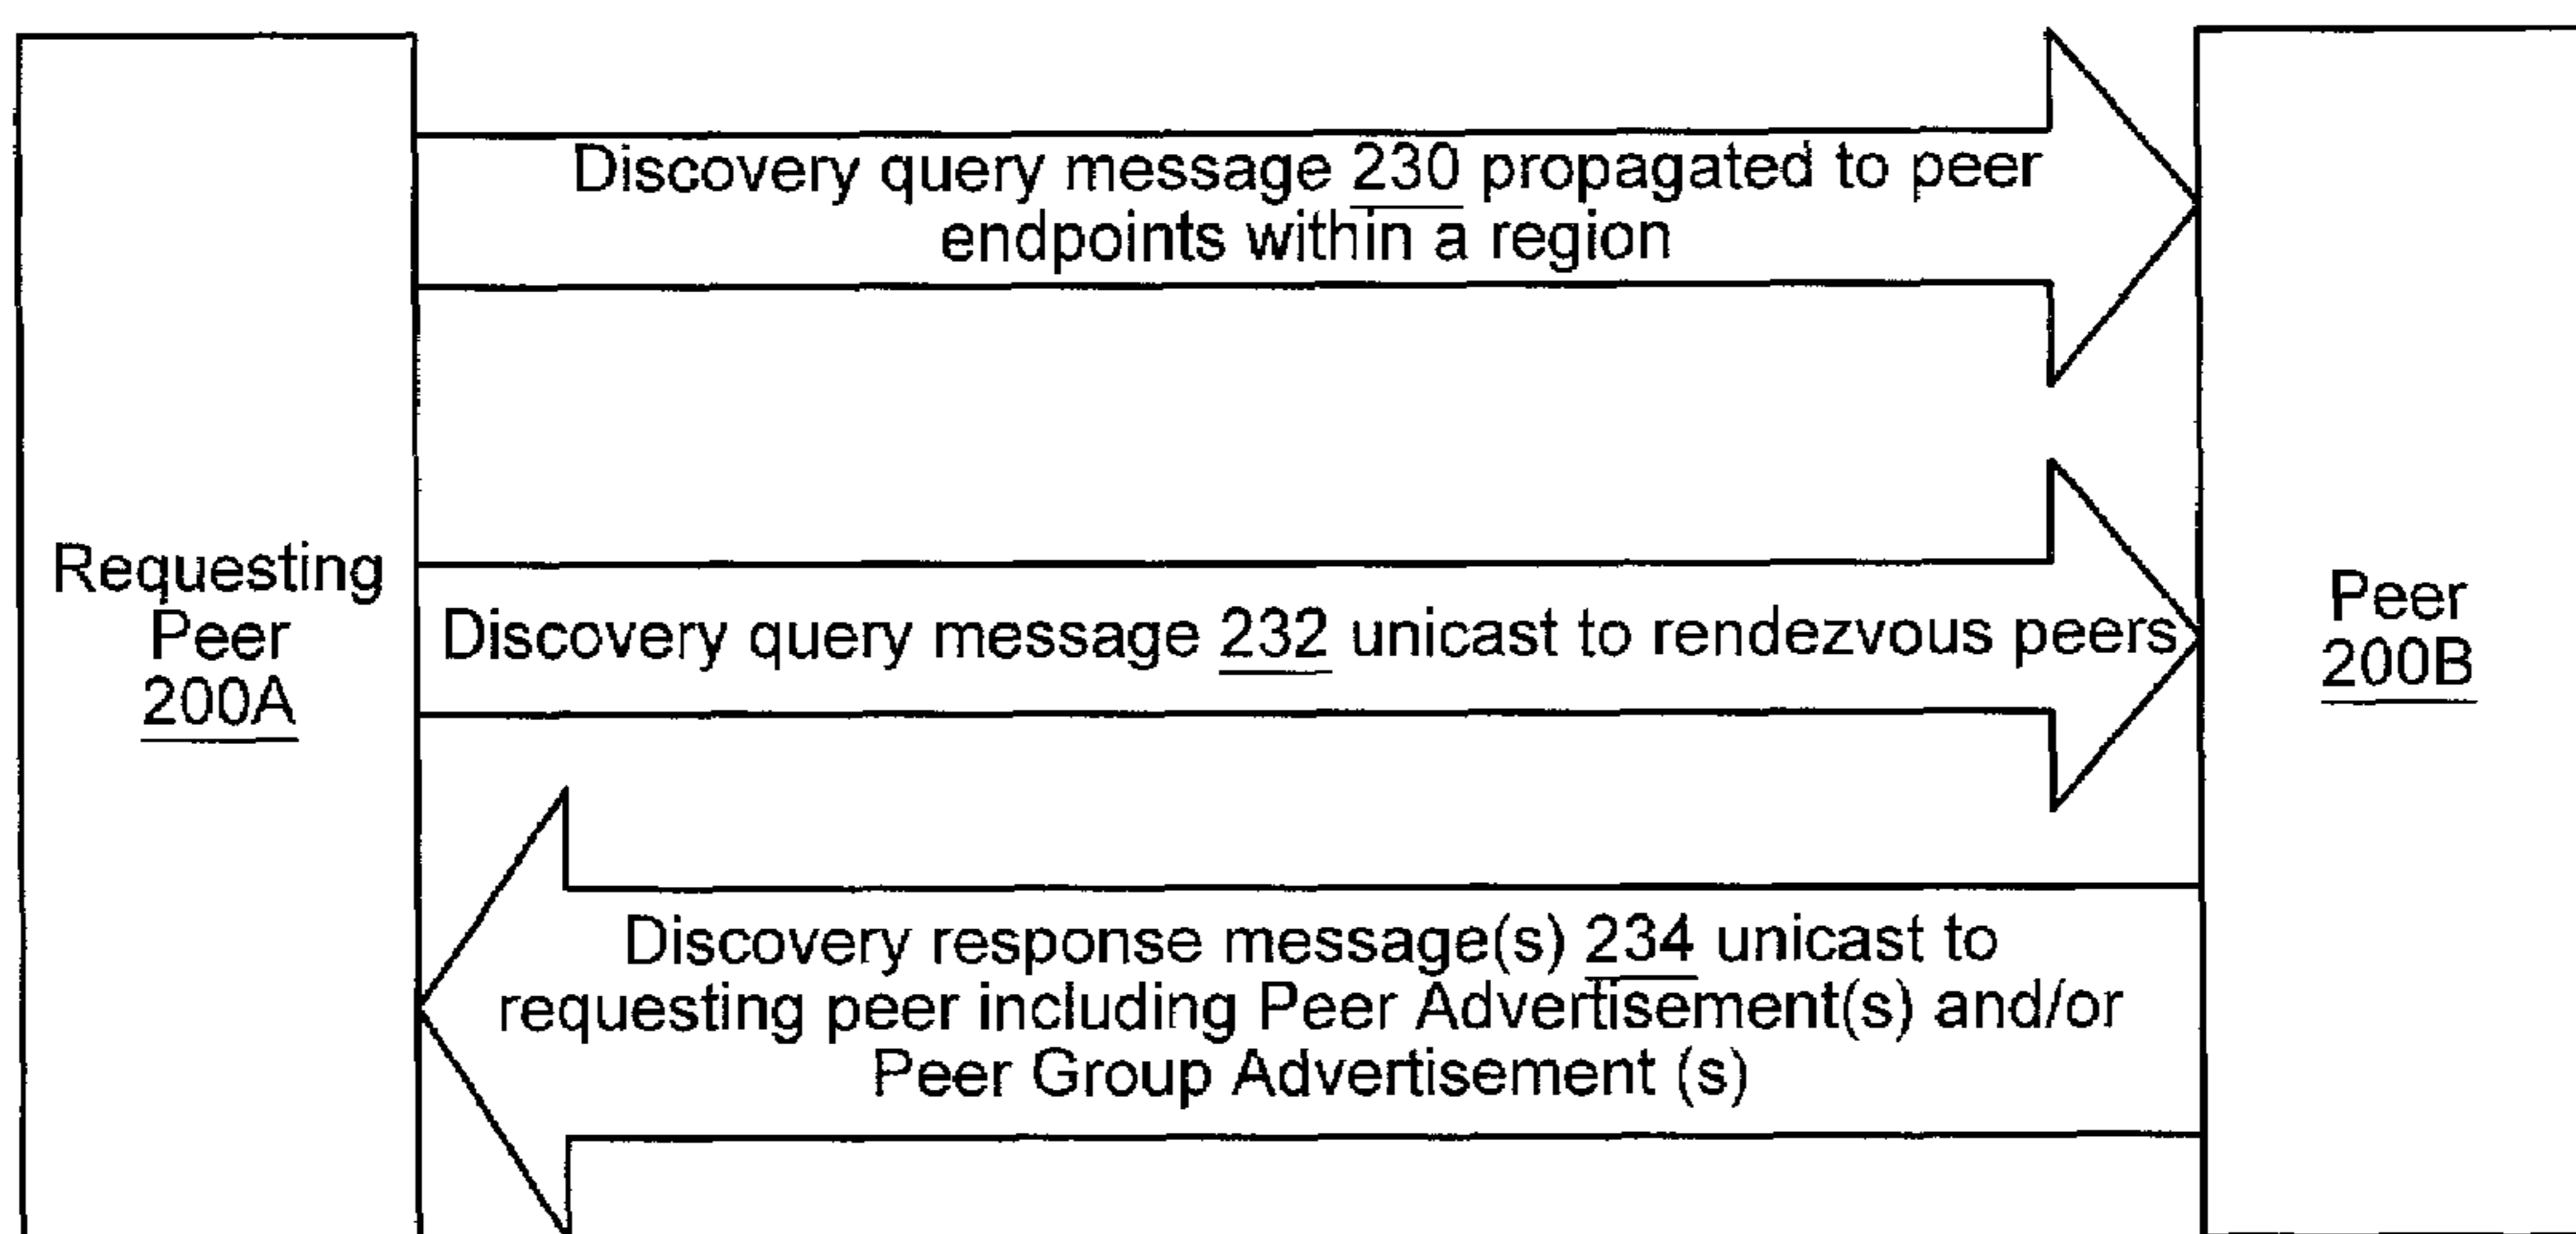 Discovery query message 230 propagated to peer
endpoints within a region
Requesting
Peer
200A
Discovery query message 232 unicast to rendezvous peers
Peer
200B
Discovery response message(s) 234 unicast to
requesting peer including Peer Advertisement(s) and/or
Peer Group Advertisement (s)